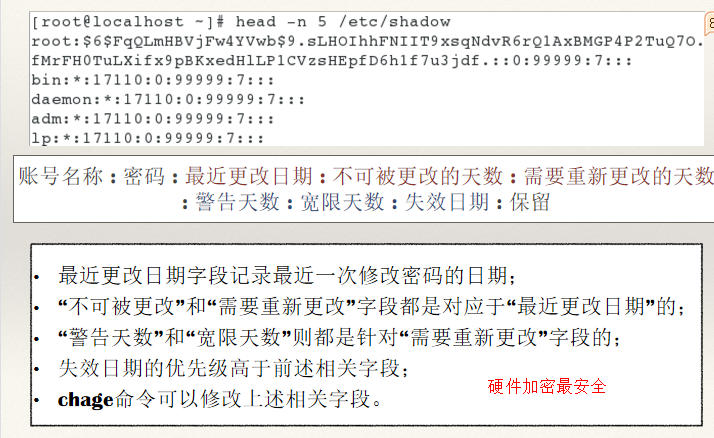 [root@localhost ~]# head -n 5 /etc/shadow
root:$6$FqQLmHBVjFw4YVwb$9.sLHOIhhFNIIT9xsqNdvR6rQ1AxBMGP4P2TuQ7O.
fMrFH0TuLXifx9pBKxedHlLP1CVzsHEpfD6h1f7u3jdf.::0:99999:7:::
bin:*:17110:0:99999:7:::
daemon:*:17110:0:99999:7:::
adm:*:17110:0:99999:7:::
lp:*:17110:0:99999:7:::
账号名称:密码:最近更改日期:不可被更改的天数:需要重新更改的天数
:警告天数:宽限天数:失效日期:保留
• 最近更改日期字段记录最近一次修改密码的日期;
• “不可被更改”和“需要重新更改”字段都是对应于“最近更改日期”的;
• “警告天数”和“宽限天数”则都是针对“需要重新更改”字段的;
• 失效日期的优先级高于前述相关字段;
• chage命令可以修改上述相关字段。
硬件加密最安全